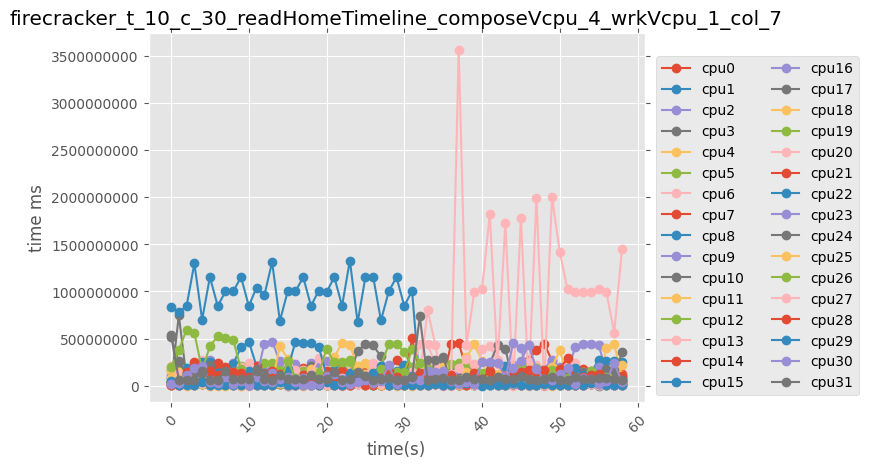 firecracker_t_10_c_30_readHomeTimeline_composeVcpu_4_wrkVcpu_1_col_7
3500000000
3000000000
2500000000
2000000000
1500000000
1000000000
500000000
0
time ms
0
10
20
30
40
50
60
time(s)
cpu0
cpu1
cpu2
cpu3
cpu4
cpu5
cpu6
cpu7
cpu8
cpu9
cpu10
cpu11
cpu12
cpu13
cpu14
cpu15
cpu16
cpu17
cpu18
cpu19
cpu20
cpu21
cpu22
cpu23
cpu24
cpu25
cpu26
cpu27
cpu28
cpu29
cpu30
cpu31